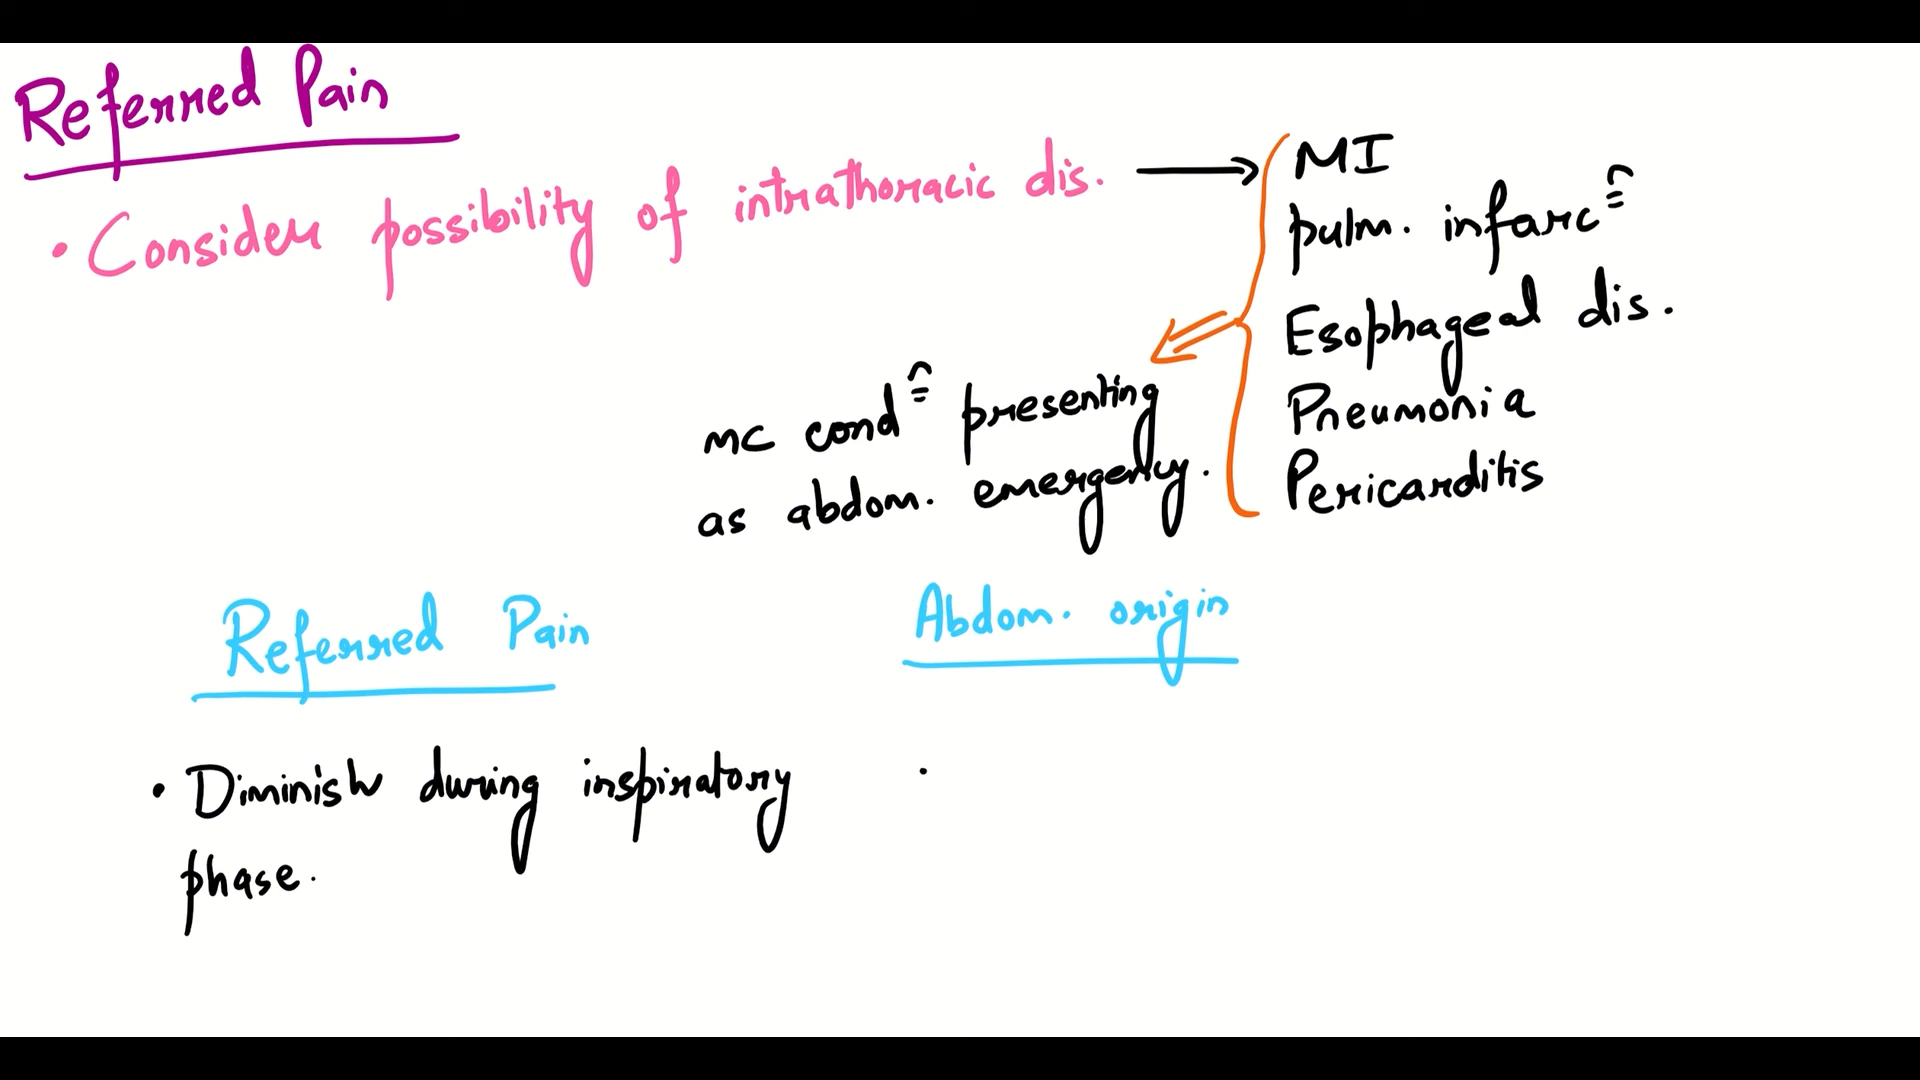 Referred Pain
• Consider possibility of intrathoracic dis. → MI
pulm. infarcⁿ
Esophageal dis.
Pneumonia
Pericarditis
mc condⁿ presenting
as abdom. emergency.
Referred Pain
Abdom. origin
• Diminish during inspiratory
phase.
•